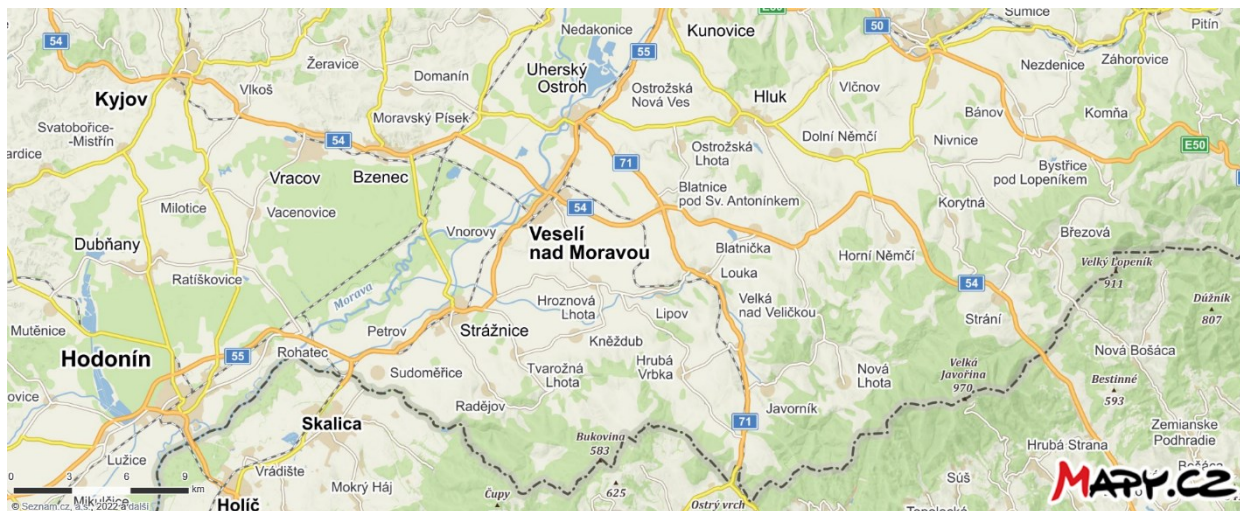 E50
Šumice
Pitín
54
Nedakonice
Kunovice
50
55
Žeravice
Domanín
Uherský
Ostroh
Nezdenice
Záhorovice
Kyjov
Vlkoš
Ostrožská
Nová Ves
Hluk
Vlčnov
Bánov
Komňa
Moravský Písek
Svatobořice-
-Mistřín
54
Dolní Němčí
Nivnice
E50
ardice
Vracov
Bzenec
71
Ostrožská
Lhota
Bystřice
pod Lopeníkem
Milotice
Vacenovice
54
Blatnice
pod Sv. Antonínkem
Korytná
Vnorovy
Veselí
nad Moravou
Březová
Dubňany
Blatnička
Horní Němčí
Velký Lopeník
911
Ratíškovice
Morava
Louka
54
Hroznová
Lhota
Lipov
Velká
nad Veličkou
Dúžnik
807
Mutěnice
Petrov
Strážnice
Strání
Hodonín
55
Rohatec
Kněždub
Nová Bošáca
Sudoměřice
Tvarožná
Lhota
Hrubá
Vrbka
Nová
Lhota
Velká
Javořina
970
Bestinné
593
ovice
Radějov
Javorník
Skalica
71
Zemianske
Podhradie
Bukovina
583
Hrubá Strana
Lužice
Vrádište
Mokrý Háj
Súš
Bošáca
0 3 6 9 km
Mikulčice
Holíč
Čupy
625
Ostrý vrch
Mapy.cz
© Seznam.cz, a.s., 2022 a další